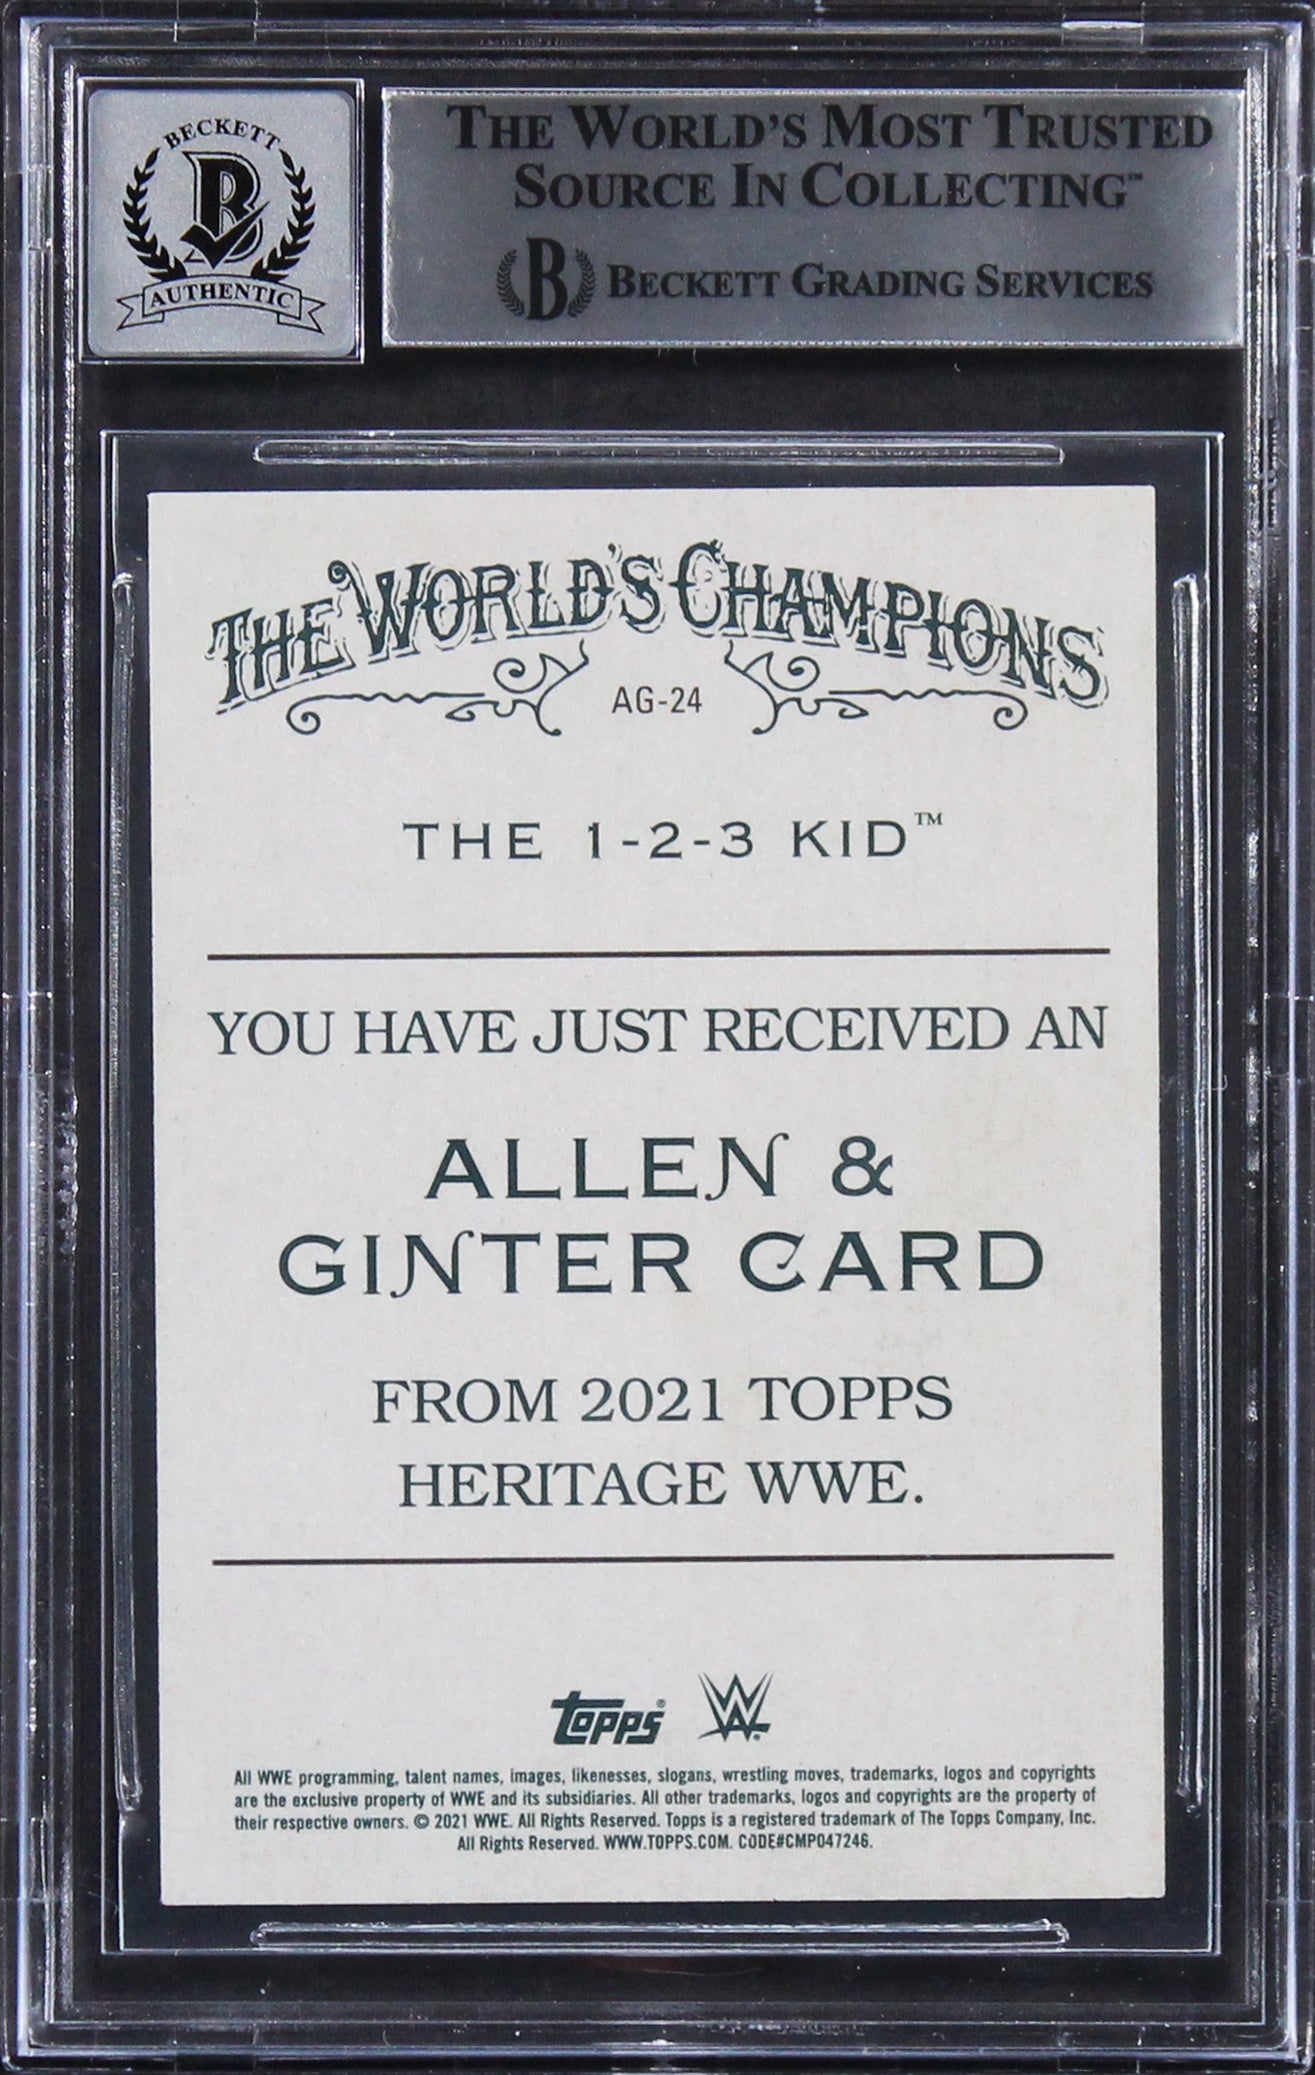 BECKETT
B
AUTHENTIC
THE WORLD'S MOST TRUSTED
SOURCE IN COLLECTING™
B BECKETT GRADING SERVICES
THE WORLD'S CHAMPIONS
AG-24
THE 1-2-3 KID™
YOU HAVE JUST RECEIVED AN
ALLEN &
GINTER CARD
FROM 2021 TOPPS
HERITAGE WWE.
topps® W
All WWE programming, talent names, images, likenesses, slogans, wrestling moves, trademarks, logos and copyrights
are the exclusive property of WWE and its subsidiaries. All other trademarks, logos and copyrights are the property of
their respective owners. © 2021 WWE. All Rights Reserved. Topps is a registered trademark of The Topps Company, Inc.
All Rights Reserved. WWW.TOPPS.COM. CODE#CMP047246.